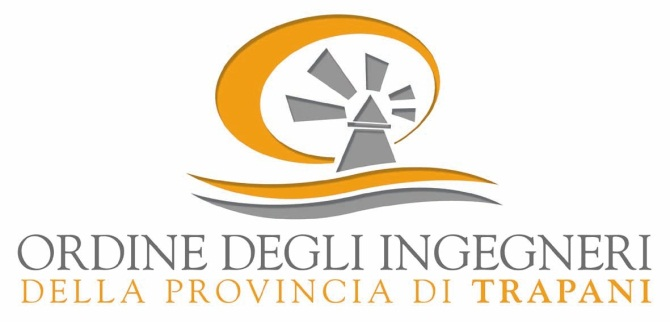 ORDINE DEGLI INGEGNERI
DELLA PROVINCIA DI TRAPANI